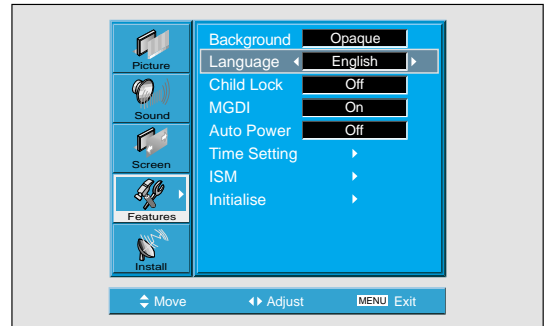 Picture
Sound
Screen
Features
Install
Background Opaque
Language English
Child Lock Off
MGDI On
Auto Power Off
Time Setting
ISM
Initialise
Move Adjust MENU Exit